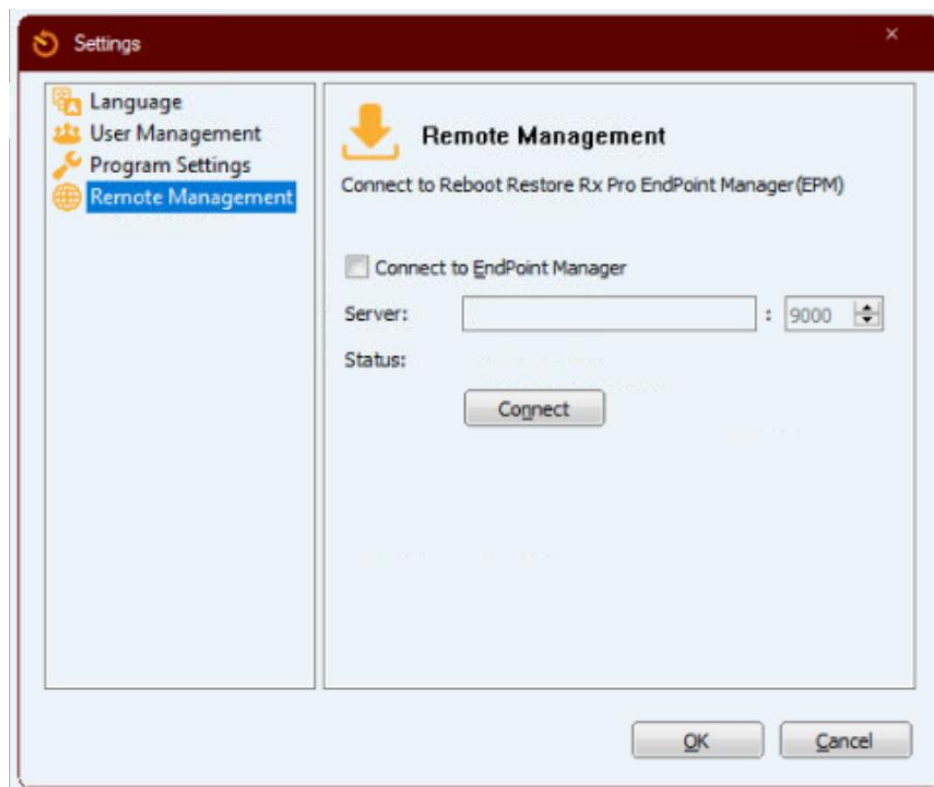 Settings
Language
User Management
Program Settings
Remote Management
Remote Management
Connect to Reboot Restore Rx Pro EndPoint Manager(EPM)
Connect to EndPoint Manager
Server: : 9000
Status:
Connect
OK Cancel